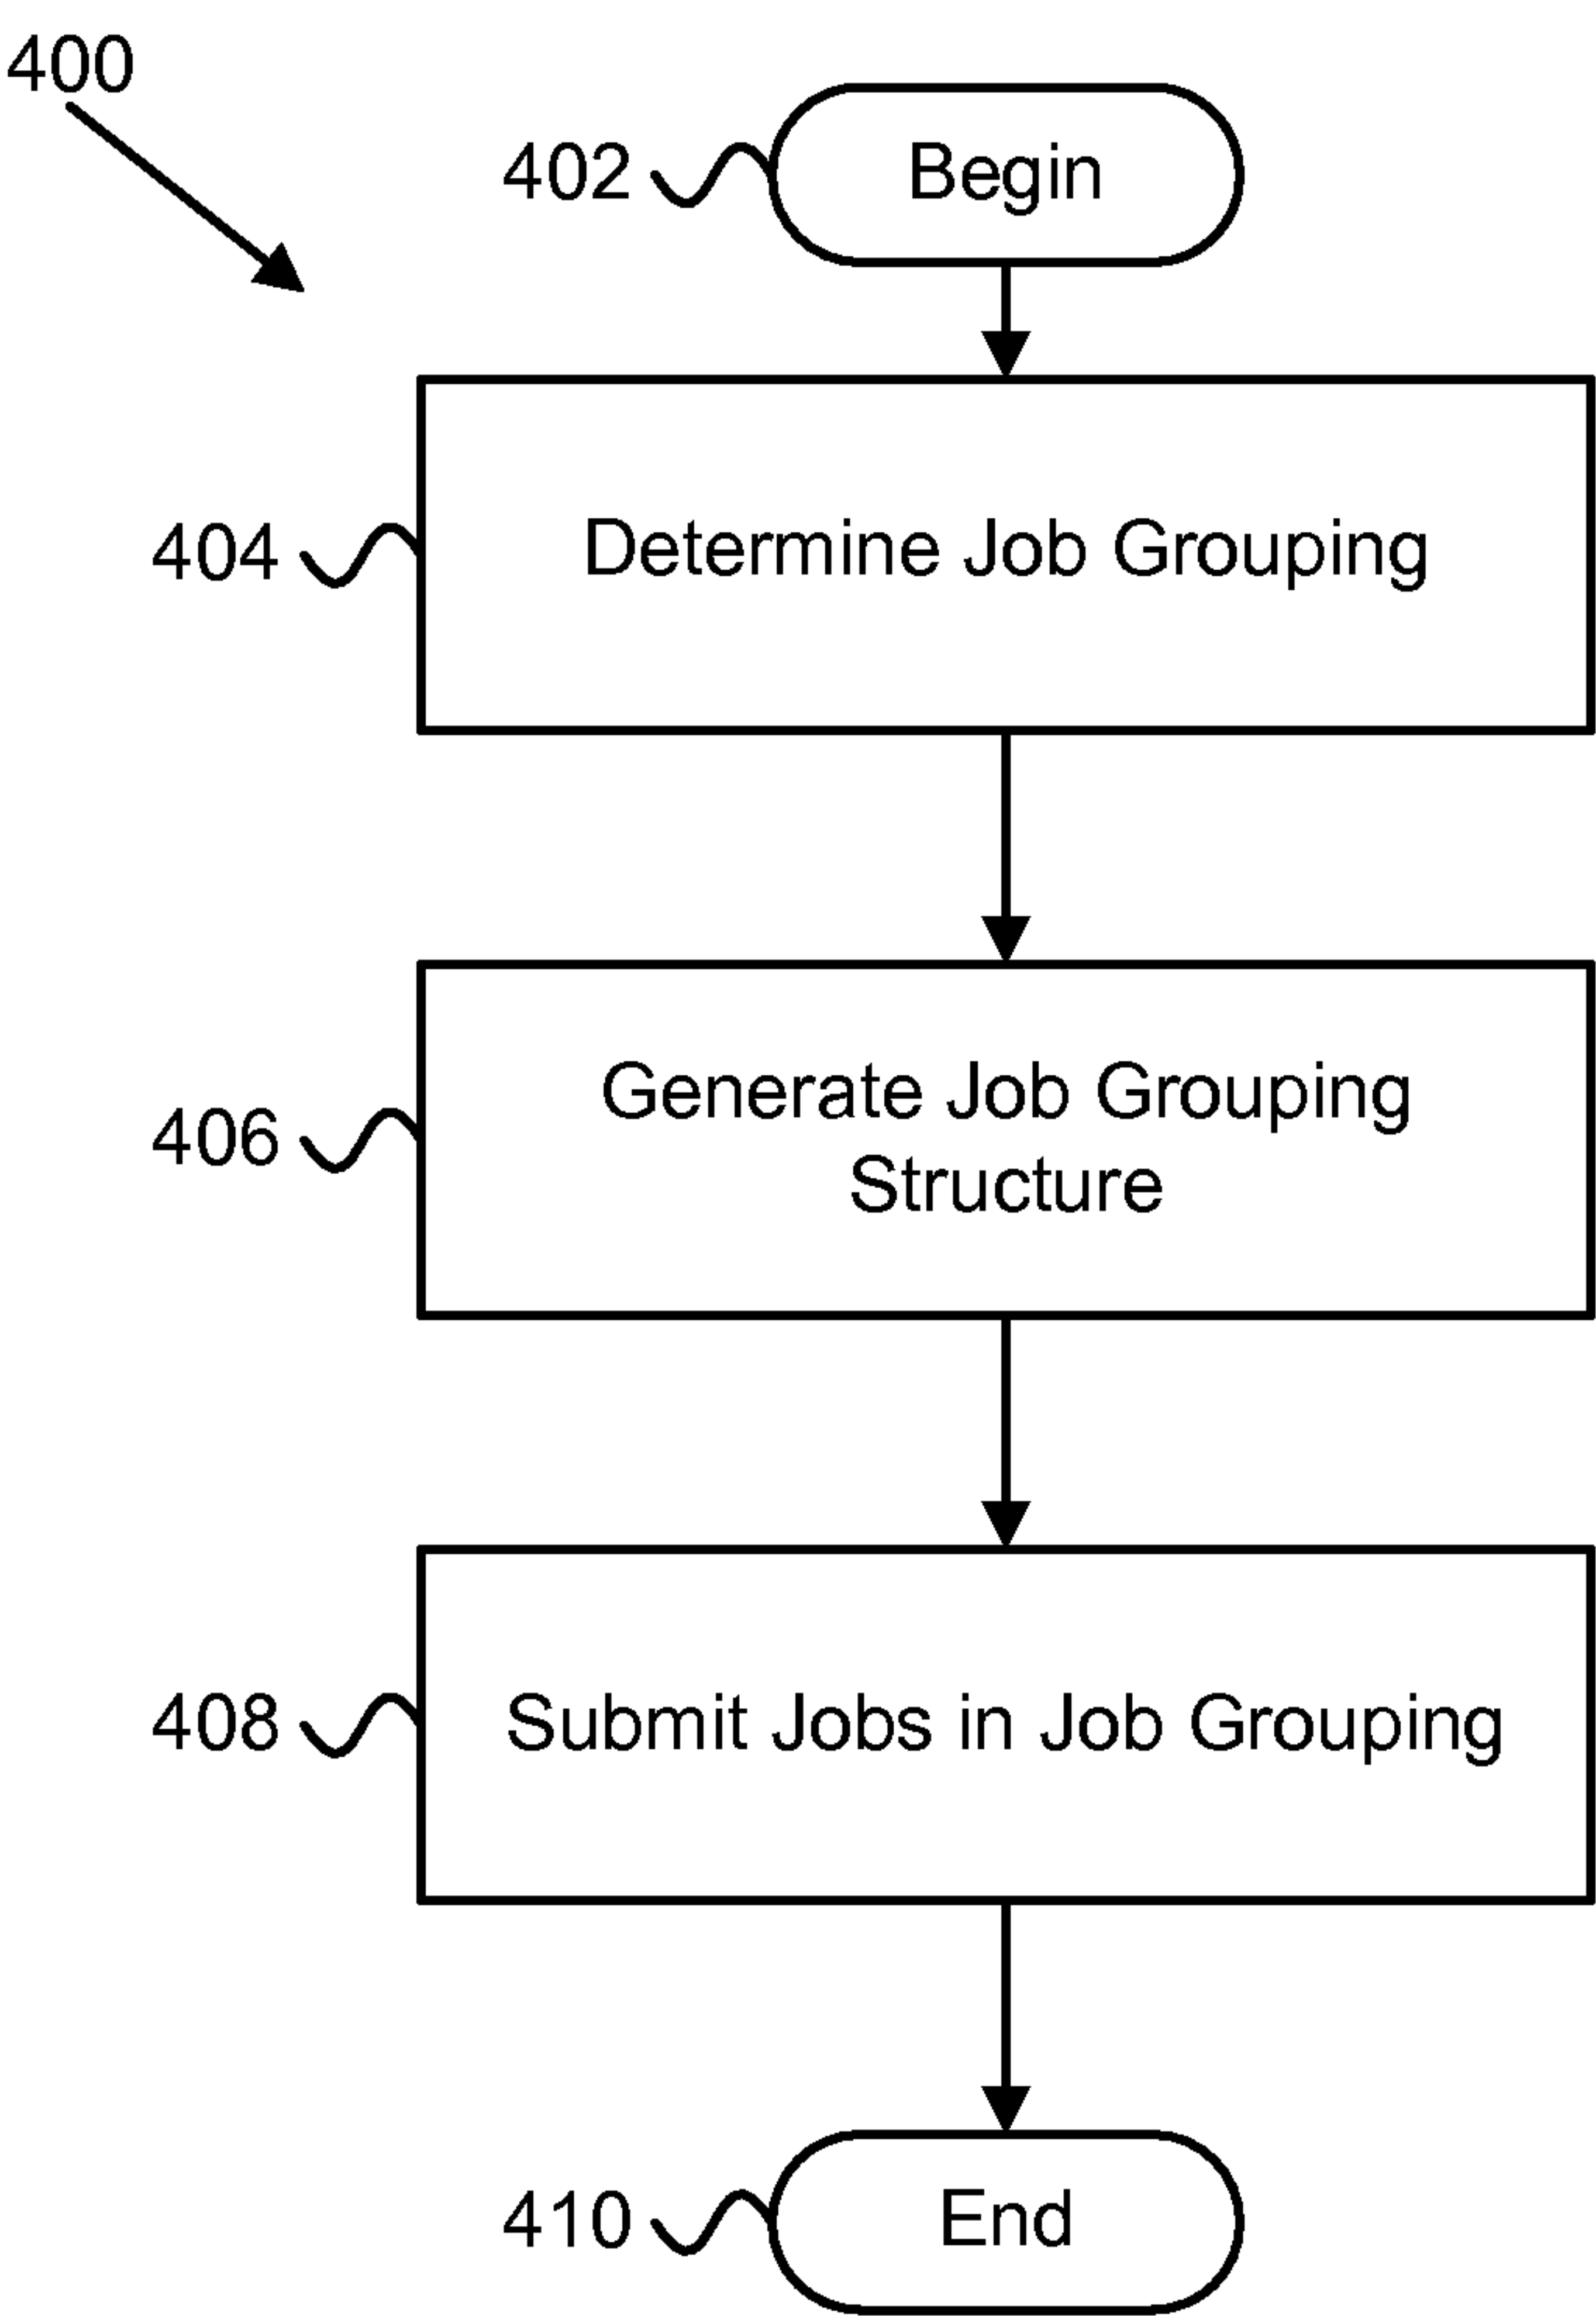 400
402 Begin
404 Determine Job Grouping
406 Generate Job Grouping
Structure
408 Submit Jobs in Job Grouping
410 End